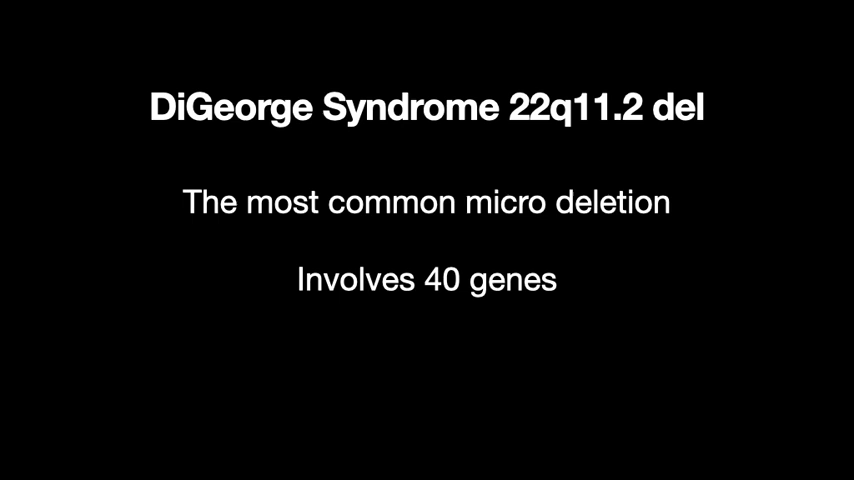 DiGeorge Syndrome 22q11.2 del
The most common micro deletion
Involves 40 genes